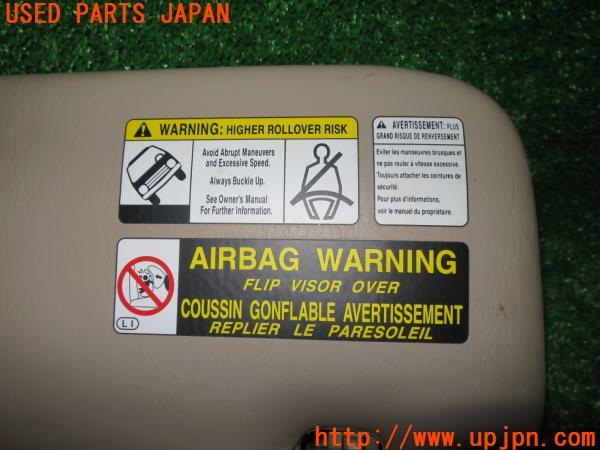 USED PARTS JAPAN
WARNING: HIGHER ROLLOVER RISK
Avoid Abrupt Maneuvers
and Excessive Speed.
Always Buckle Up.
See Owner's Manual
For Further Information.
AVERTISSEMENT: PLUS
GRAND RISQUE DE RENVERSEMENT
Eviter les manoeuvres brusques et
ne pas rouler à vitesse excessive.
Toujours attacher les ceintures de
sécurité.
Pour plus d'informations,
voir le manuel du propriétaire.
AIRBAG WARNING
FLIP VISOR OVER
COUSSIN GONFLABLE AVERTISSEMENT
REPLIER LE PARESOLEIL
LI
http://www.upjpn.com